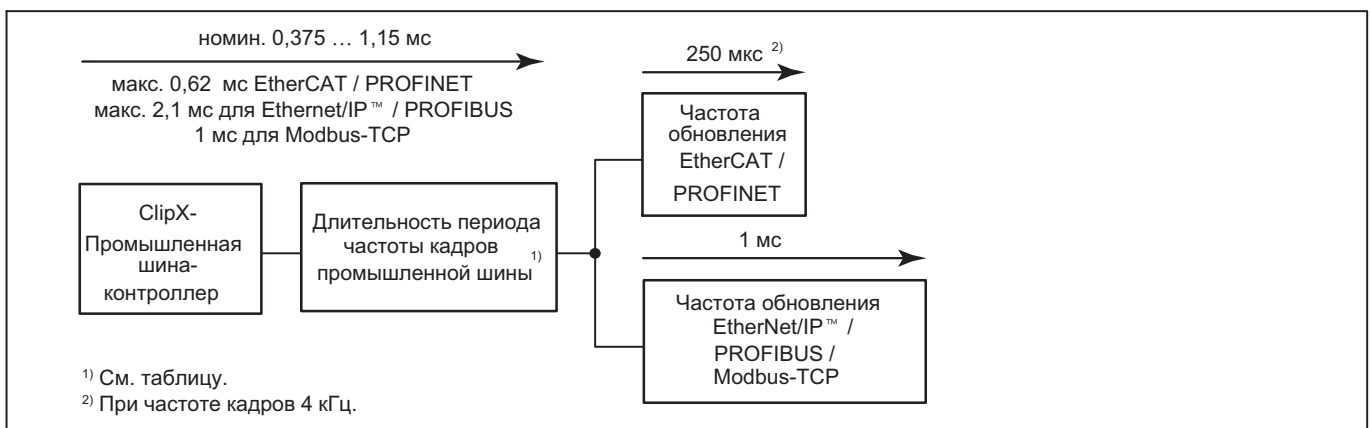 номин. 0,375 … 1,15 мс
макс. 0,62 мс EtherCAT / PROFINET
макс. 2,1 мс для Ethernet/IP™ / PROFIBUS
1 мс для Modbus-TCP
250 мкс 2)
Частота
обновления
EtherCAT /
PROFINET
ClipX-
Промышленная
шина-
контроллер
Длительность периода
частоты кадров
промышленной шины 1)
1 мс
Частота обновления
EtherNet/IP™ /
PROFIBUS /
Modbus-TCP
1) См. таблицу.
2) При частоте кадров 4 кГц.